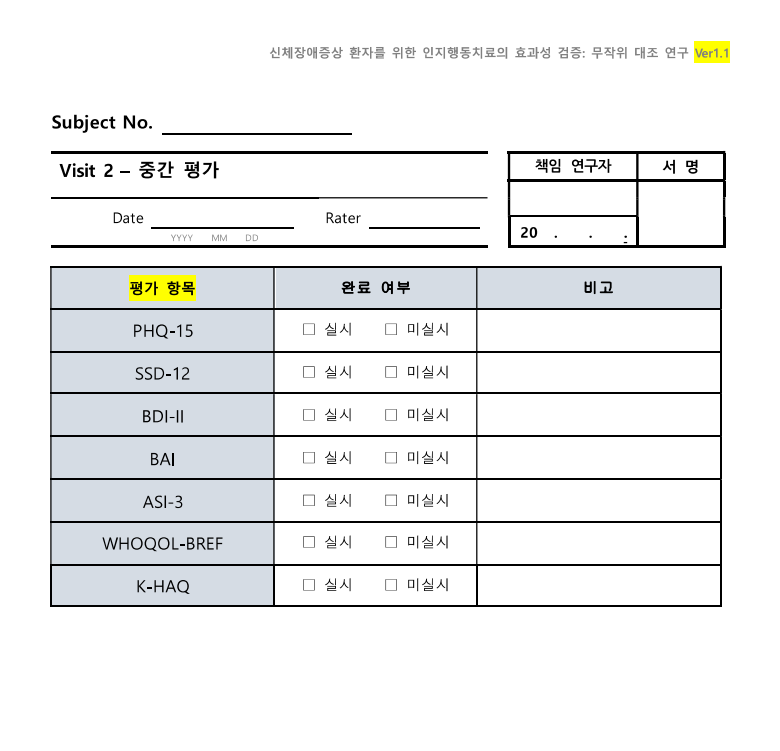 신체장애증상 환자를 위한 인지행동치료의 효과성 검증: 무작위 대조 연구 Ver1.1
Subject No.
Visit 2 – 중간 평가
Date Rater
YYYY MM DD
책임 연구자 서 명
20 . . .
평가 항목 완료 여부 비고
PHQ-15 □ 실시 □ 미실시
SSD-12 □ 실시 □ 미실시
BDI-II □ 실시 □ 미실시
BAI □ 실시 □ 미실시
ASI-3 □ 실시 □ 미실시
WHOQOL-BREF □ 실시 □ 미실시
K-HAQ □ 실시 □ 미실시